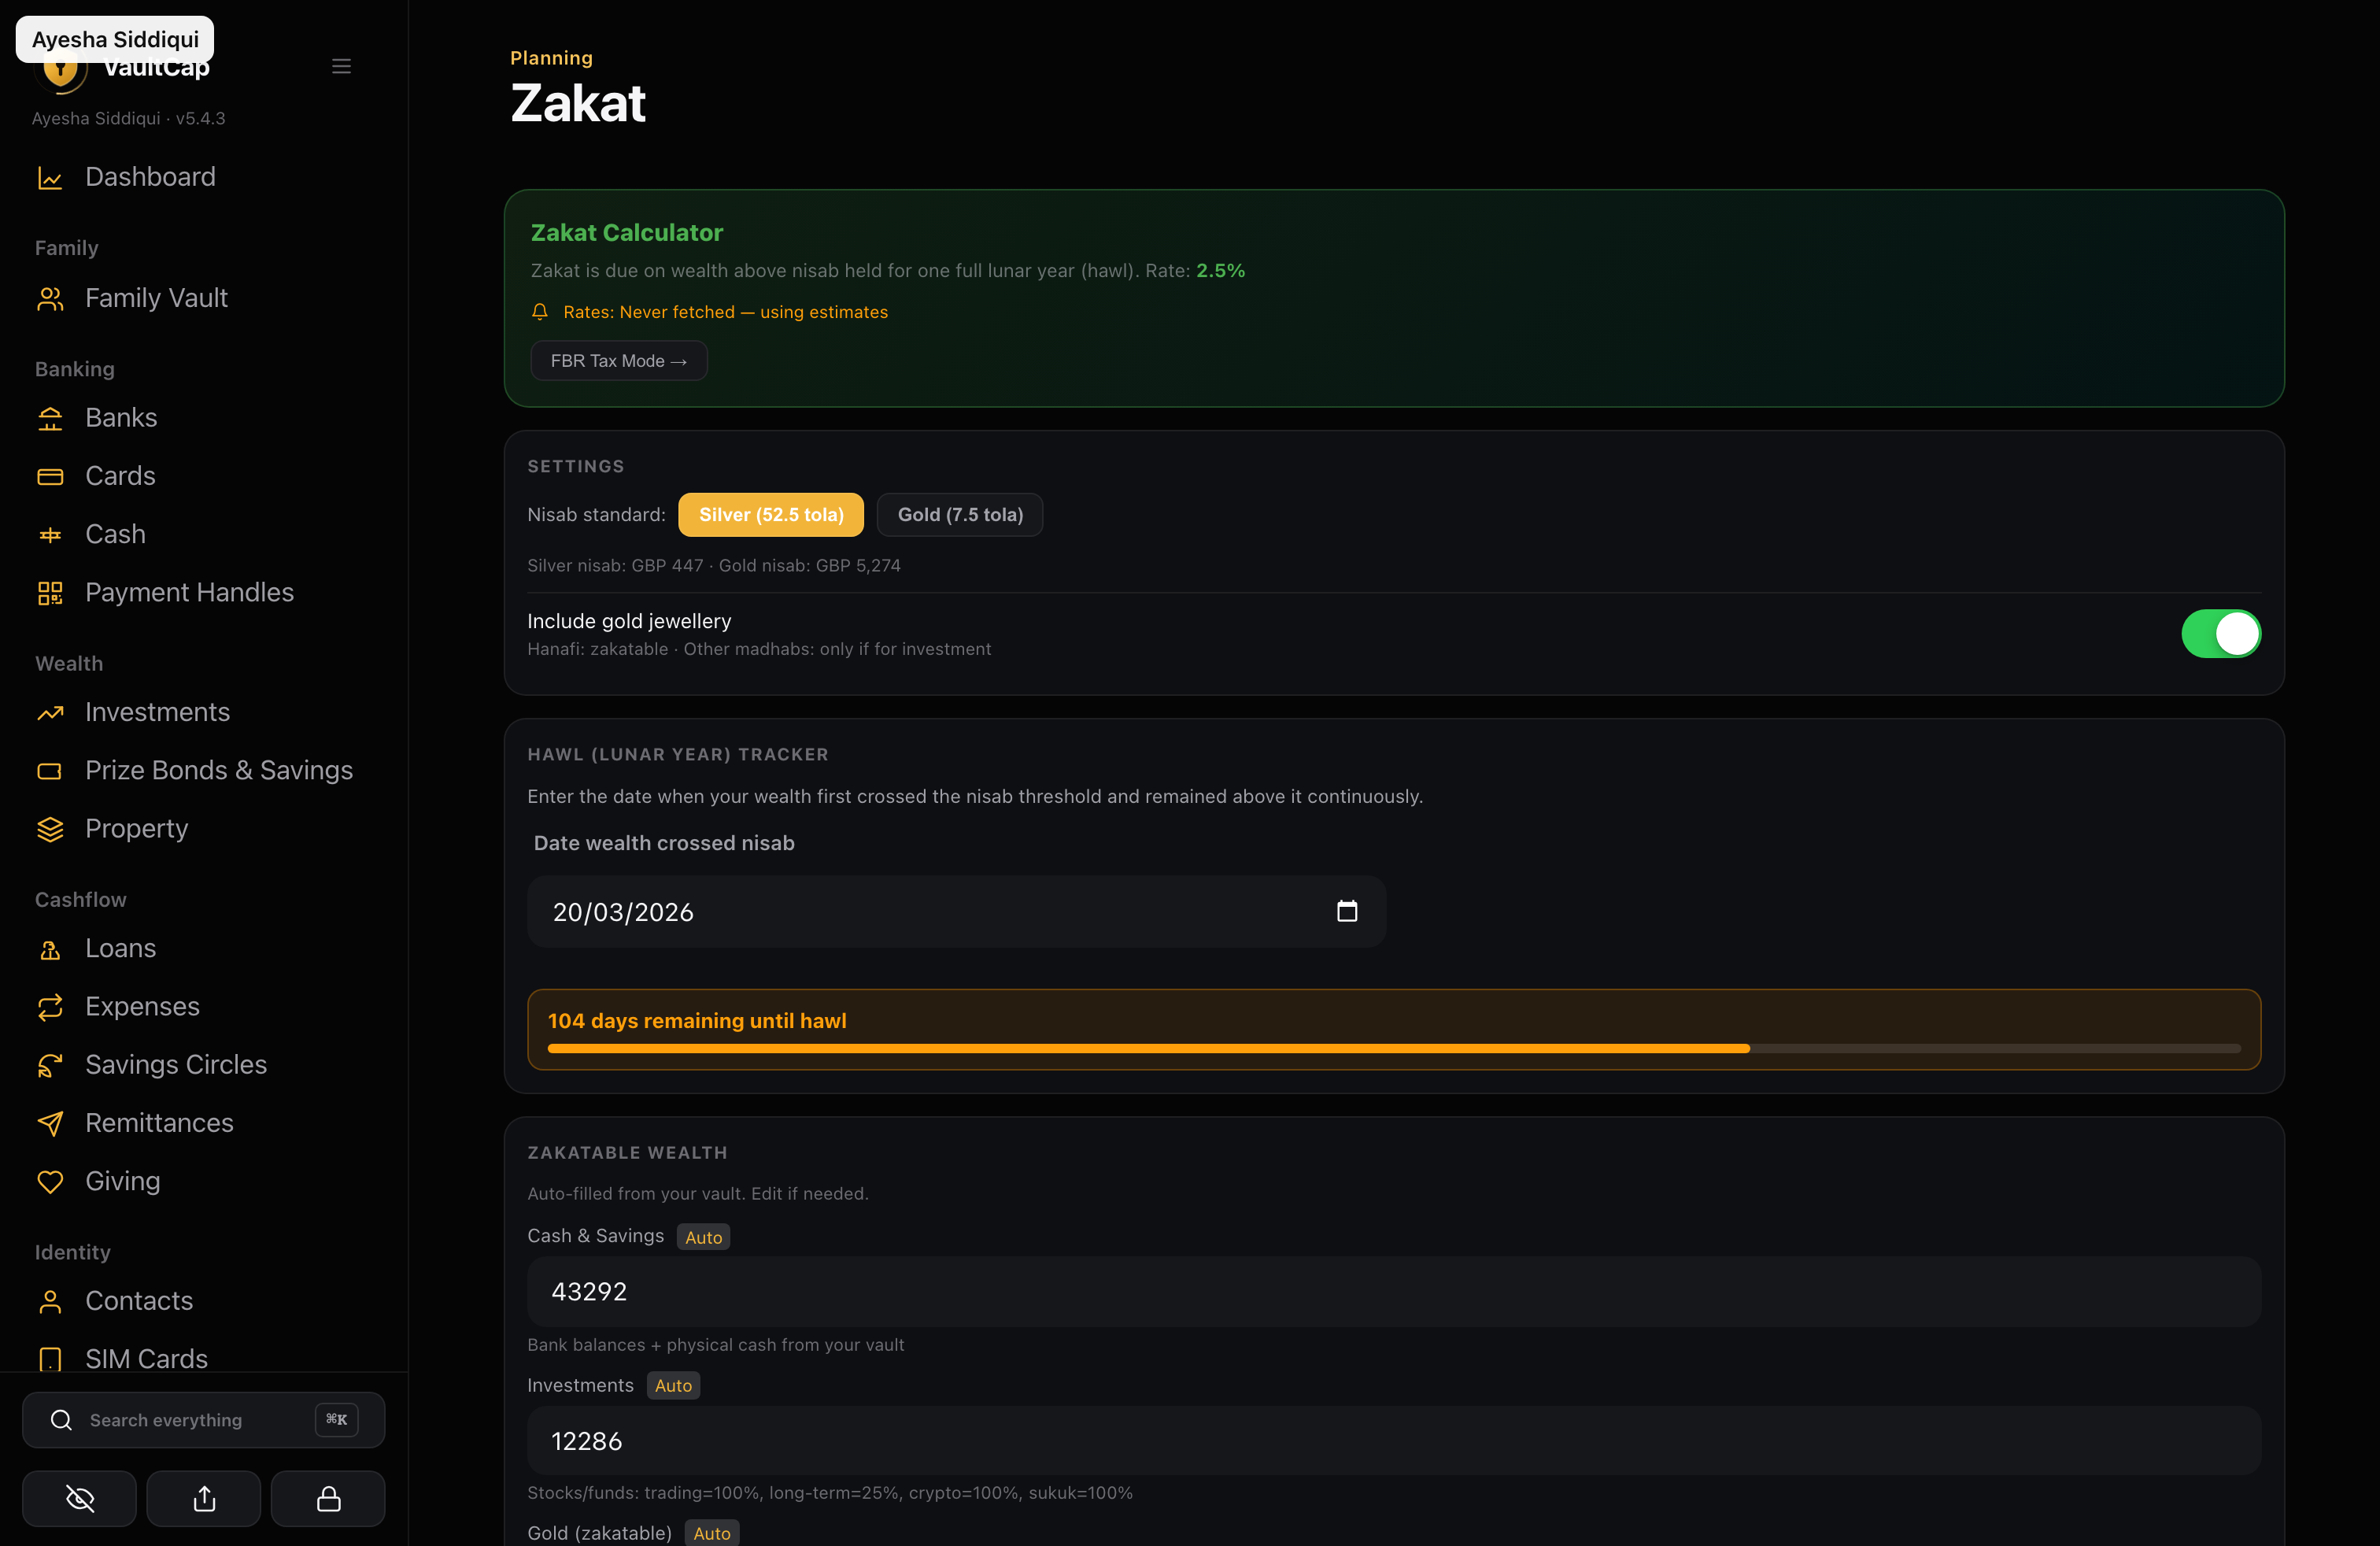 Ayesha Siddiqui
VaultCap
Ayesha Siddiqui · v5.4.3
Dashboard
Family
Family Vault
Banking
Banks
Cards
Cash
Payment Handles
Wealth
Investments
Prize Bonds & Savings
Property
Cashflow
Loans
Expenses
Savings Circles
Remittances
Giving
Identity
Contacts
SIM Cards
Search everything
⌘K
Planning
Zakat
Zakat Calculator
Zakat is due on wealth above nisab held for one full lunar year (hawl). Rate: 2.5%
Rates: Never fetched — using estimates
FBR Tax Mode →
SETTINGS
Nisab standard: Silver (52.5 tola) Gold (7.5 tola)
Silver nisab: GBP 447 · Gold nisab: GBP 5,274
Include gold jewellery
Hanafi: zakatable · Other madhabs: only if for investment
HAWL (LUNAR YEAR) TRACKER
Enter the date when your wealth first crossed the nisab threshold and remained above it continuously.
Date wealth crossed nisab
20/03/2026
104 days remaining until hawl
ZAKATABLE WEALTH
Auto-filled from your vault. Edit if needed.
Cash & Savings Auto
43292
Bank balances + physical cash from your vault
Investments Auto
12286
Stocks/funds: trading=100%, long-term=25%, crypto=100%, sukuk=100%
Gold (zakatable) Auto